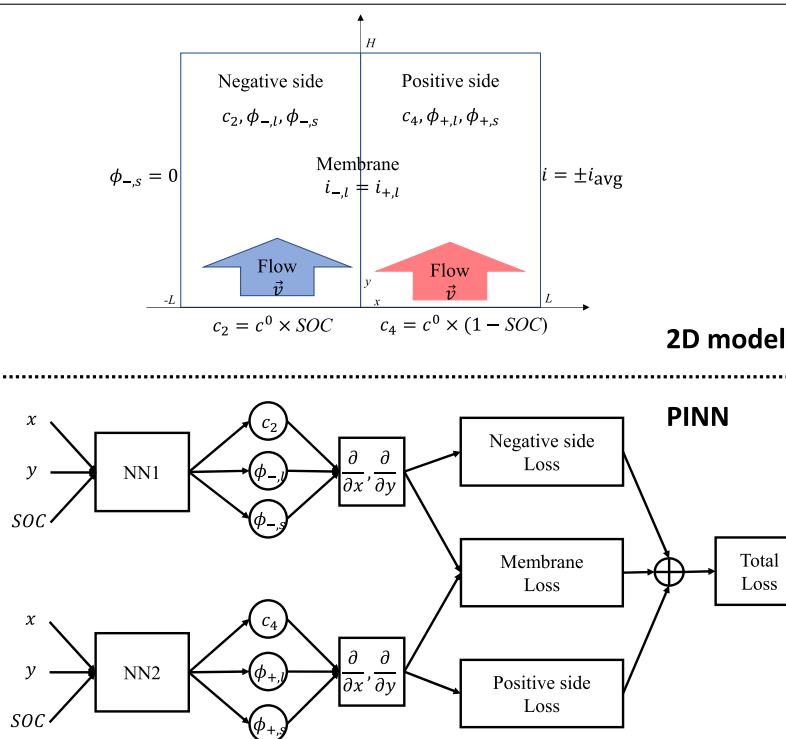 H
Negative side
Positive side
c₂, ϕ₋,ₗ, ϕ₋,ₛ
c₄, ϕ₊,ₗ, ϕ₊,ₛ
Membrane
ϕ₋,ₛ = 0
i₋,ₗ = i₊,ₗ
i = ±i_avg
Flow
v⃗
Flow
v⃗
y
-L
x
L
c₂ = c⁰ × SOC
c₄ = c⁰ × (1 − SOC)
2D model
PINN
x
y
SOC
NN1
c₂
ϕ₋,ₗ
ϕ₋,ₛ
∂/∂x, ∂/∂y
Negative side
Loss
Membrane
Loss
Total
Loss
x
y
SOC
NN2
c₄
ϕ₊,ₗ
ϕ₊,ₛ
∂/∂x, ∂/∂y
Positive side
Loss